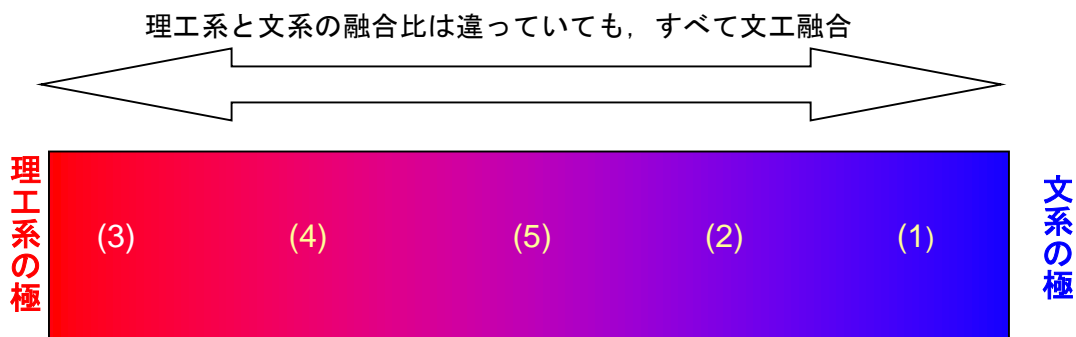 理工系と文系の融合比は違っていても，すべて文工融合
理工系の極
(3)
(4)
(5)
(2)
(1)
文系の極